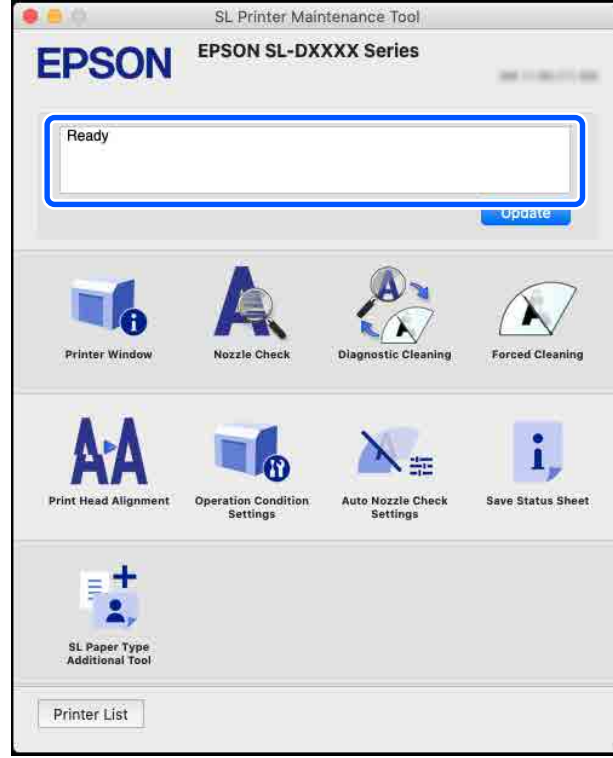 SL Printer Maintenance Tool
EPSON
EPSON SL-DXXXX Series
Ready
Update
Printer Window
Nozzle Check
Diagnostic Cleaning
Forced Cleaning
Print Head Alignment
Operation Condition
Settings
Auto Nozzle Check
Settings
Save Status Sheet
SL Paper Type
Additional Tool
Printer List